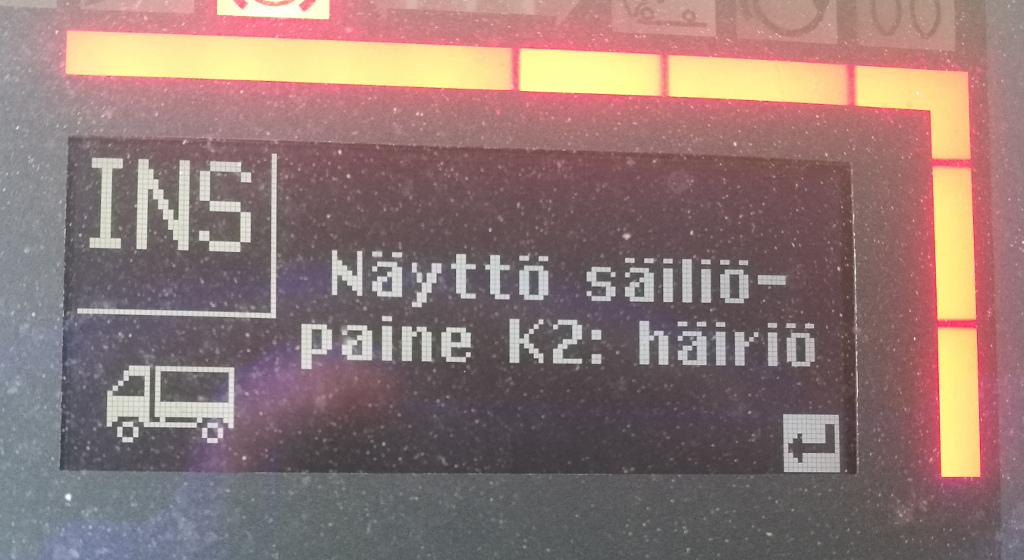 INS
Näyttö säiliö-
paine K2: häiriö